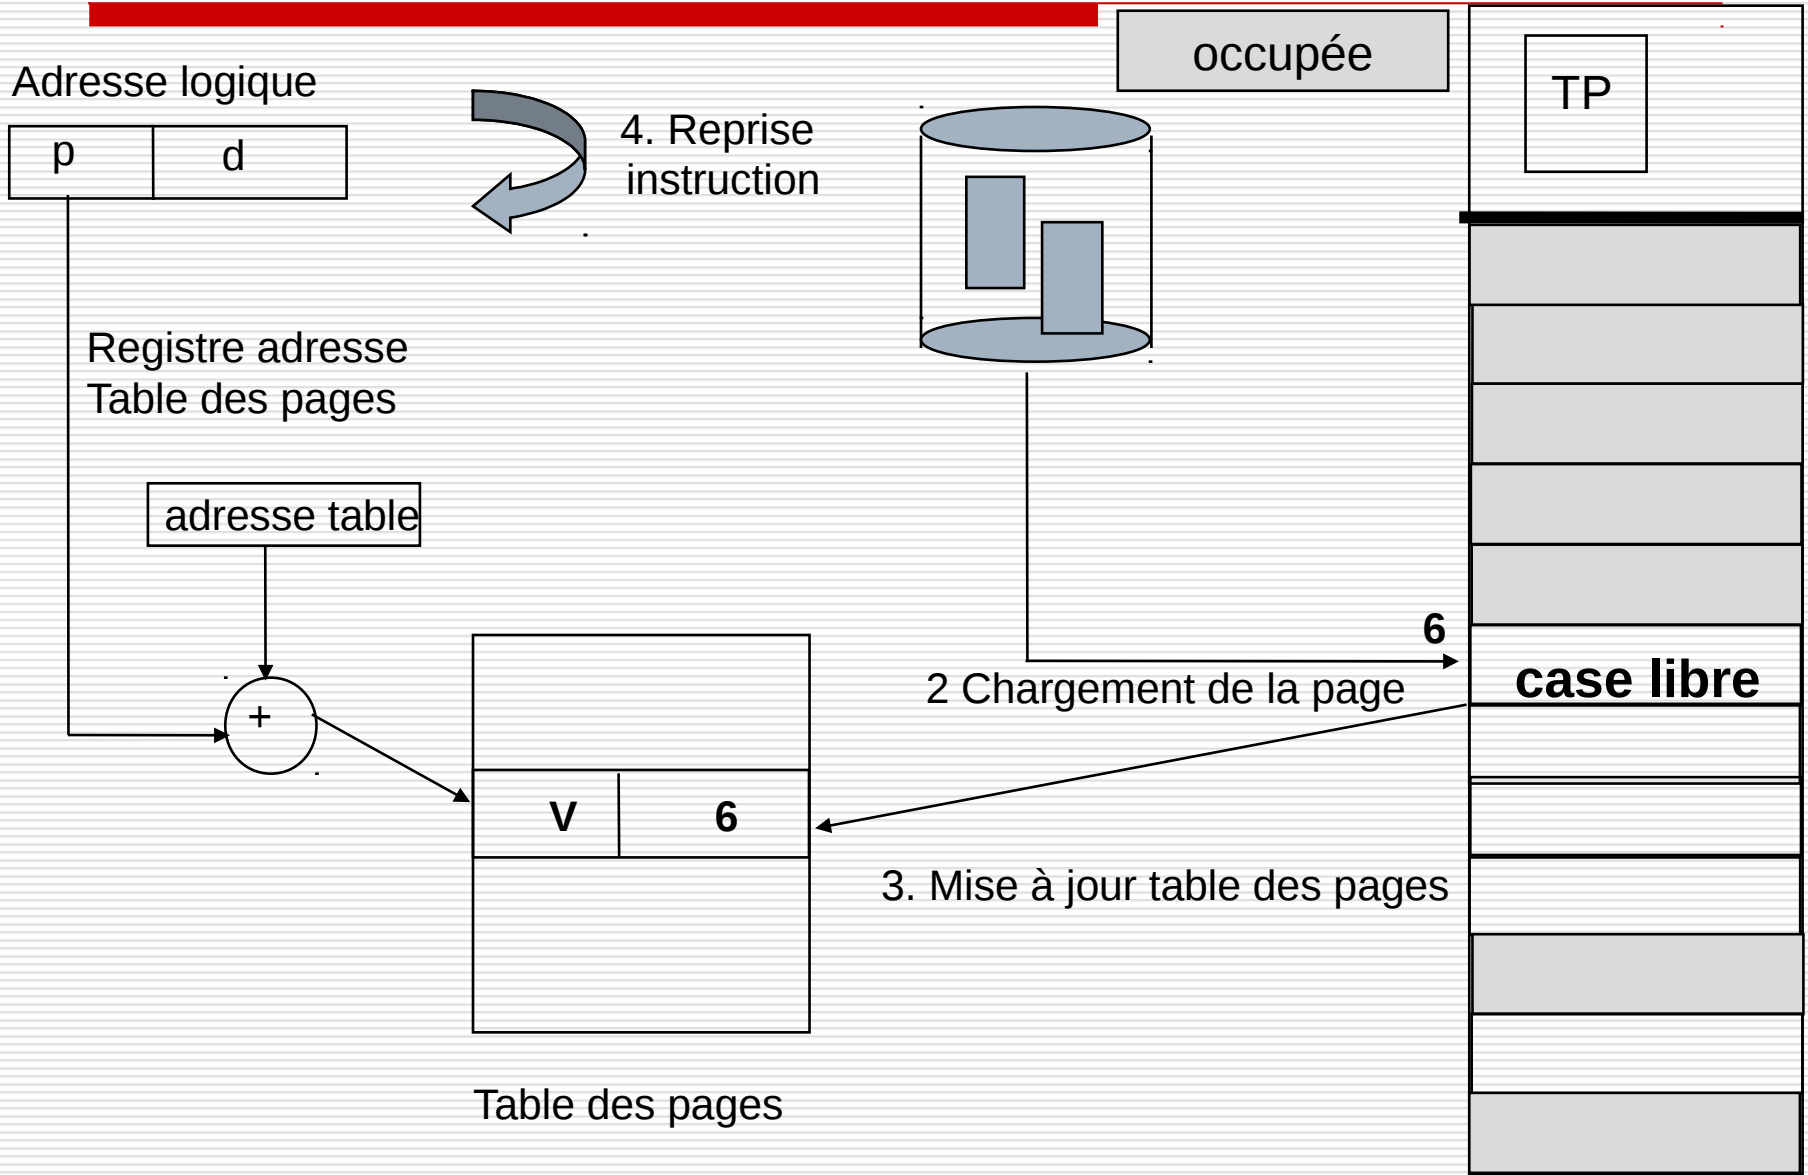 occupée
TP
Adresse logique
p d
4. Reprise
instruction
Registre adresse
Table des pages
adresse table
+
6
case libre
2 Chargement de la page
V 6
3. Mise à jour table des pages
Table des pages